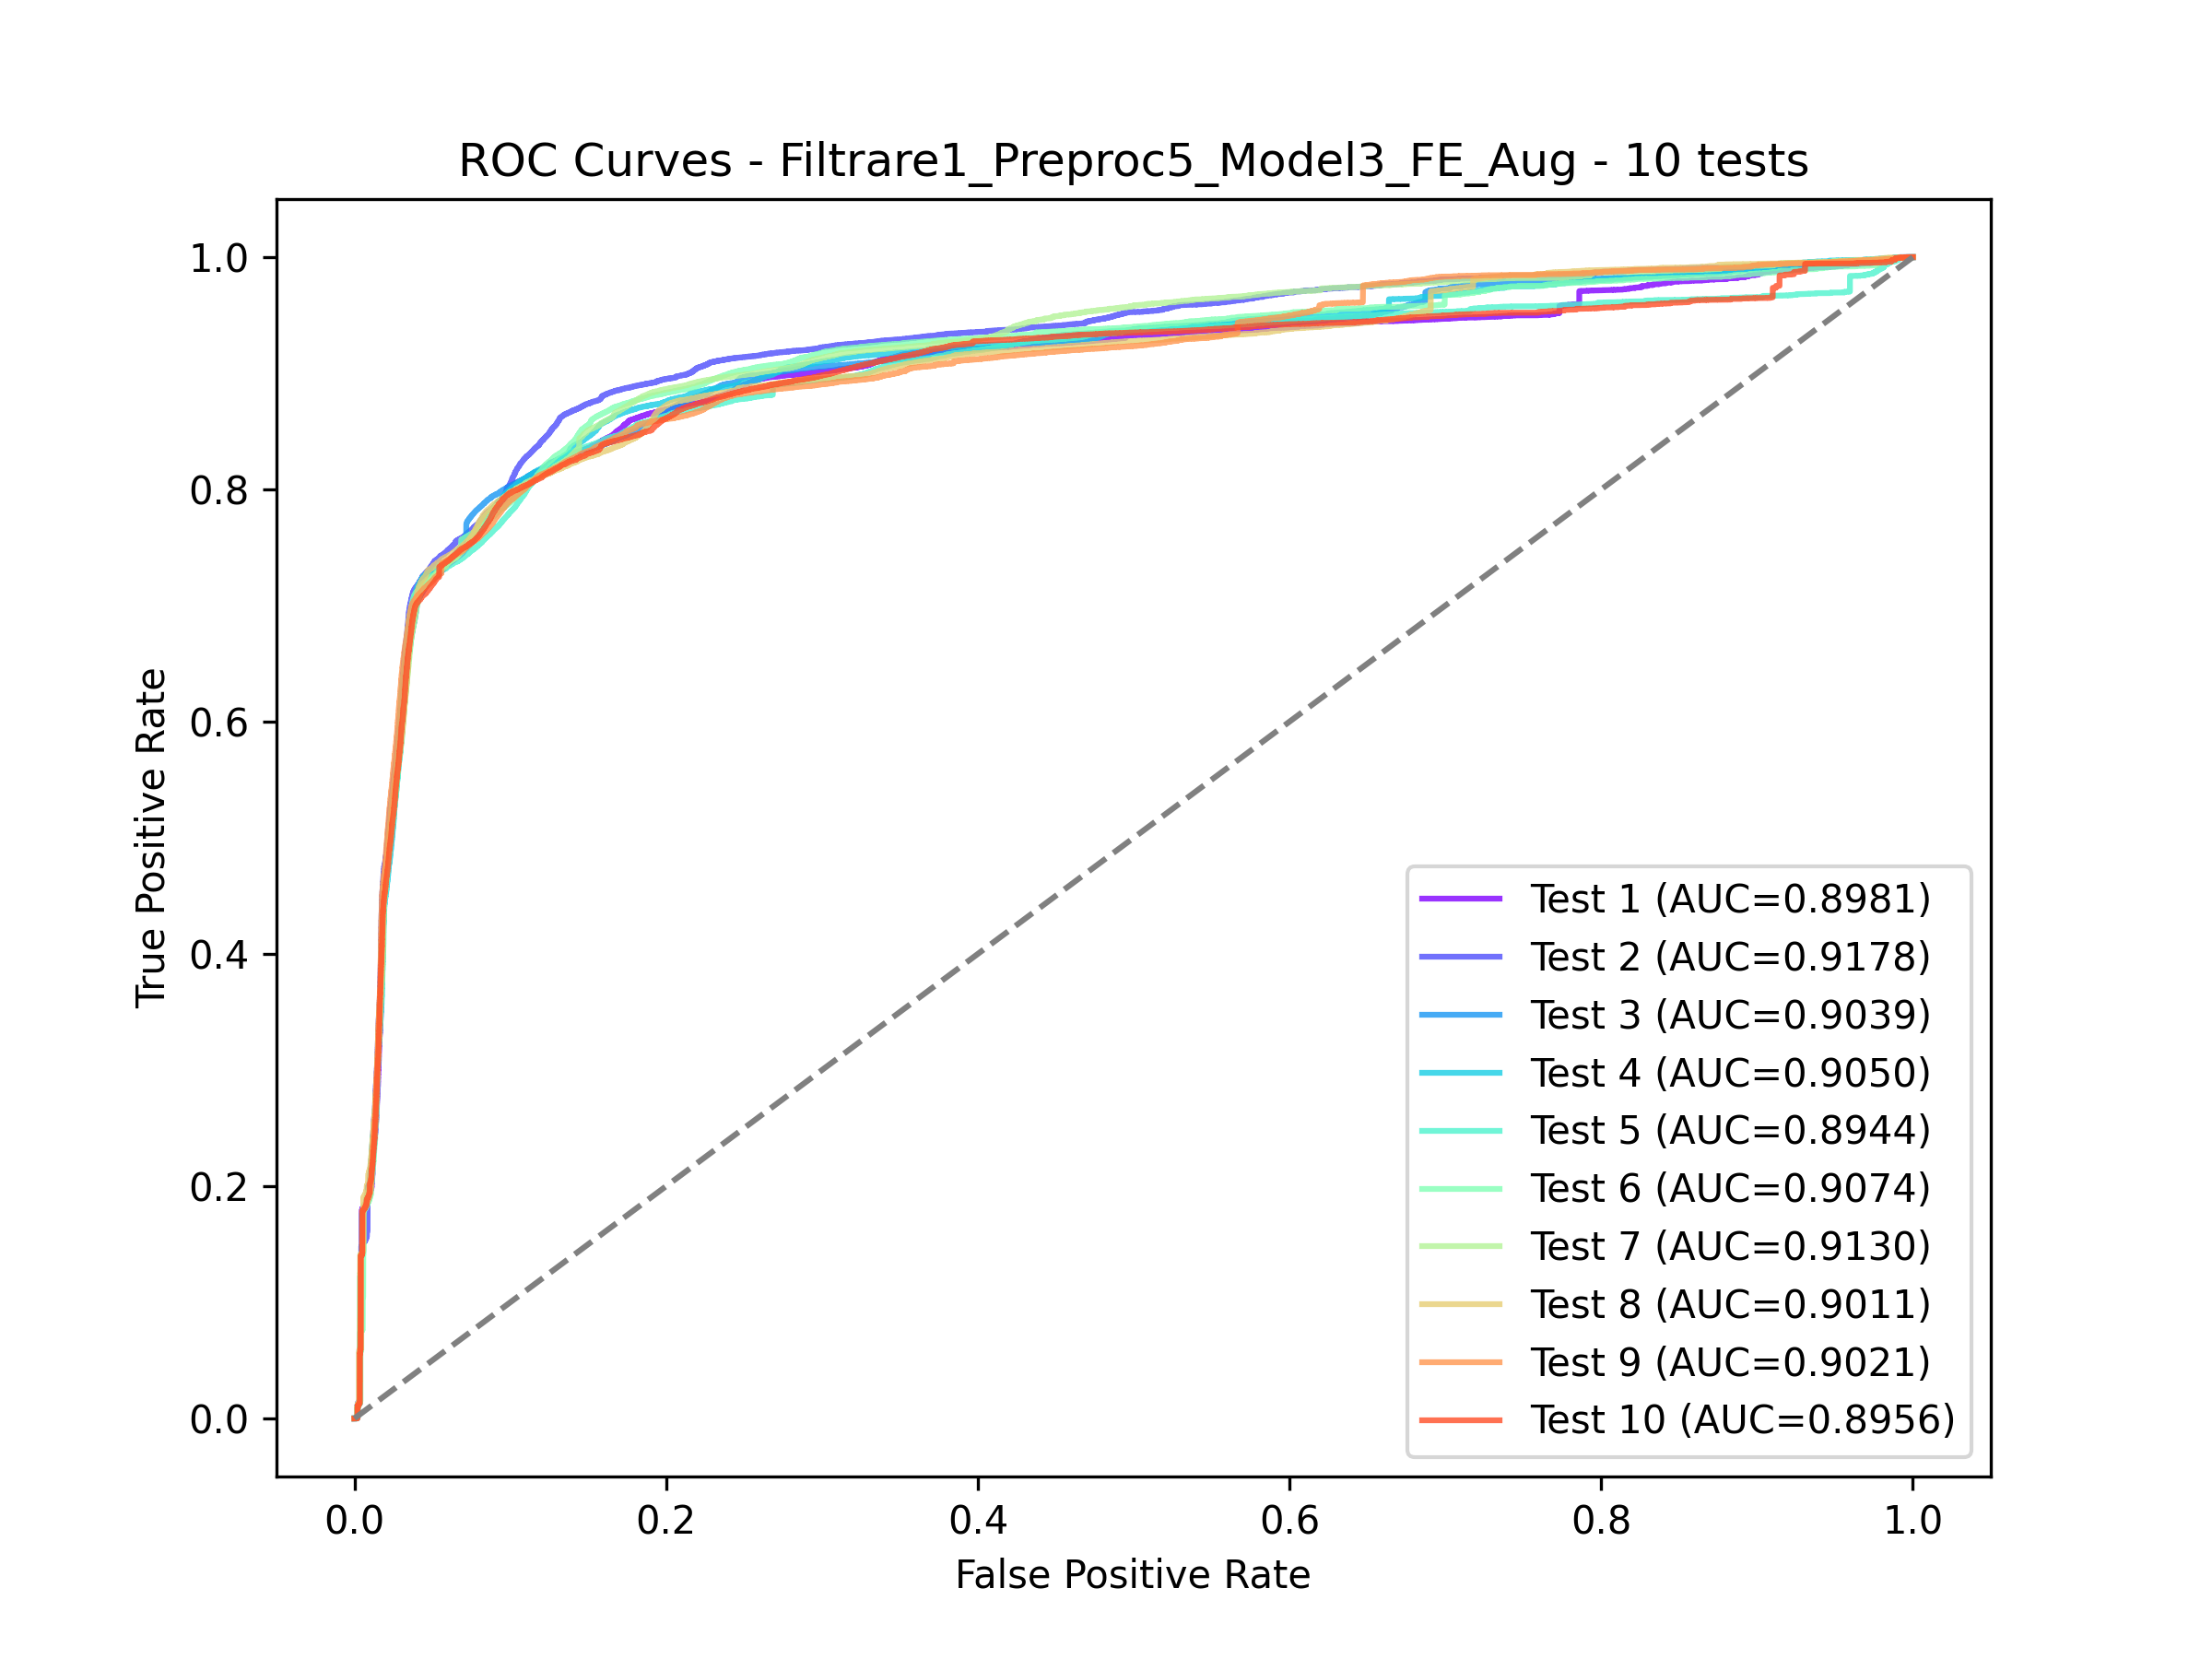 ROC Curves - Filtrare1_Preproc5_Model3_FE_Aug - 10 tests
True Positive Rate
1.0
0.8
0.6
0.4
0.2
0.0
Test 1 (AUC=0.8981)
Test 2 (AUC=0.9178)
Test 3 (AUC=0.9039)
Test 4 (AUC=0.9050)
Test 5 (AUC=0.8944)
Test 6 (AUC=0.9074)
Test 7 (AUC=0.9130)
Test 8 (AUC=0.9011)
Test 9 (AUC=0.9021)
Test 10 (AUC=0.8956)
0.0 0.2 0.4 0.6 0.8 1.0
False Positive Rate